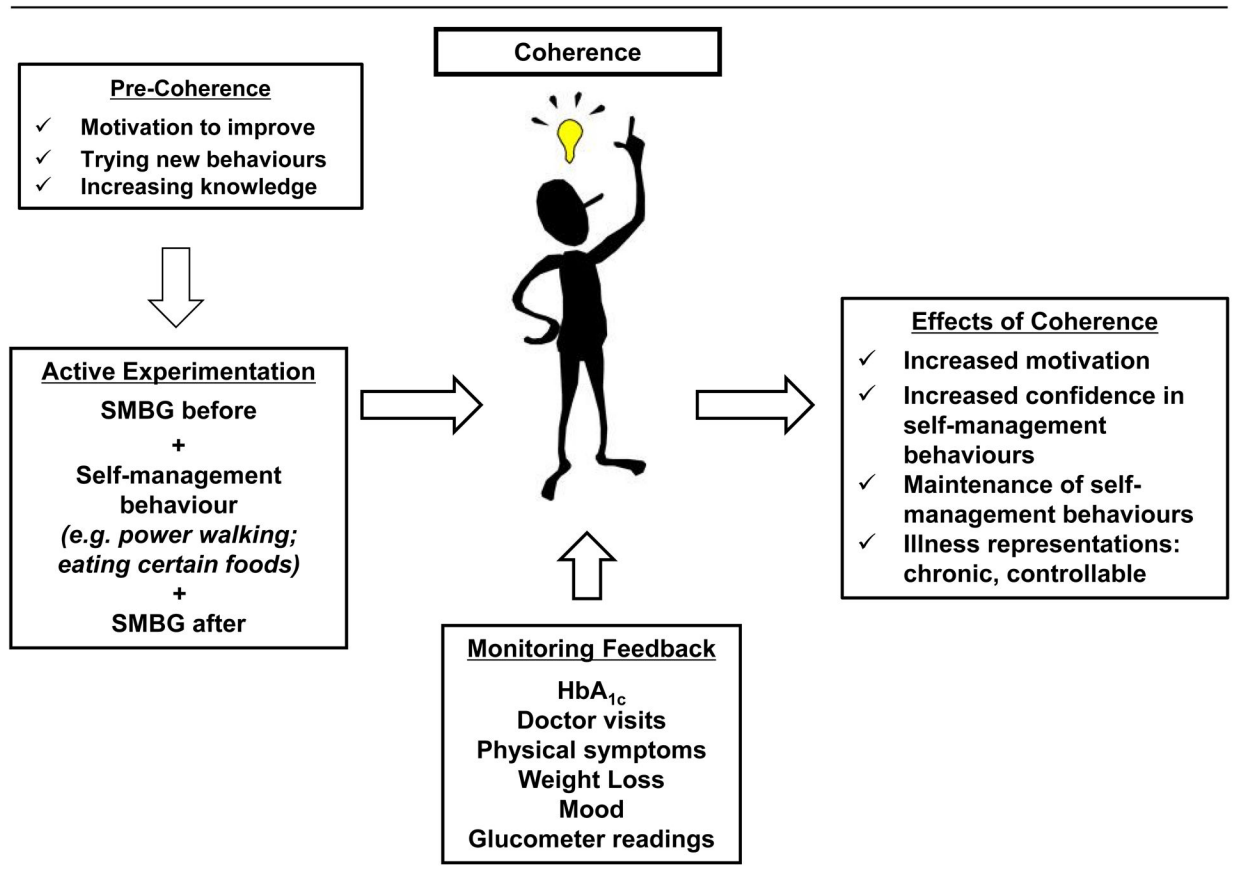 Coherence
Pre-Coherence
✓ Motivation to improve
✓ Trying new behaviours
✓ Increasing knowledge
Active Experimentation
SMBG before
+
Self-management
behaviour
(e.g. power walking;
eating certain foods)
+
SMBG after
Monitoring Feedback
HbA1c
Doctor visits
Physical symptoms
Weight Loss
Mood
Glucometer readings
Effects of Coherence
✓ Increased motivation
✓ Increased confidence in
self-management
behaviours
✓ Maintenance of self-
management behaviours
✓ Illness representations:
chronic, controllable